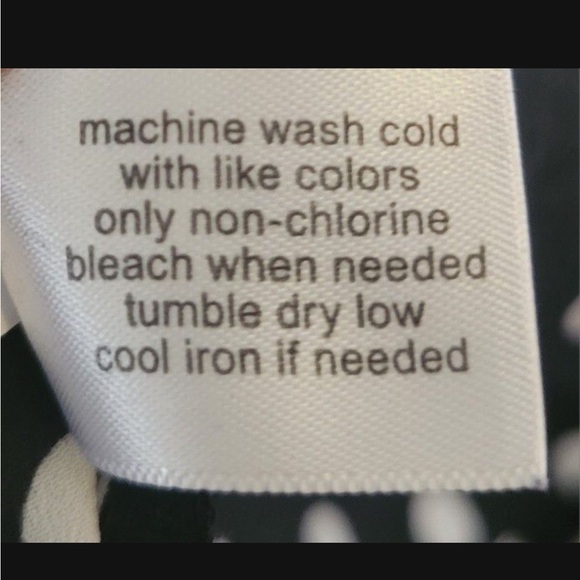 machine wash cold
with like colors
only non-chlorine
bleach when needed
tumble dry low
cool iron if needed